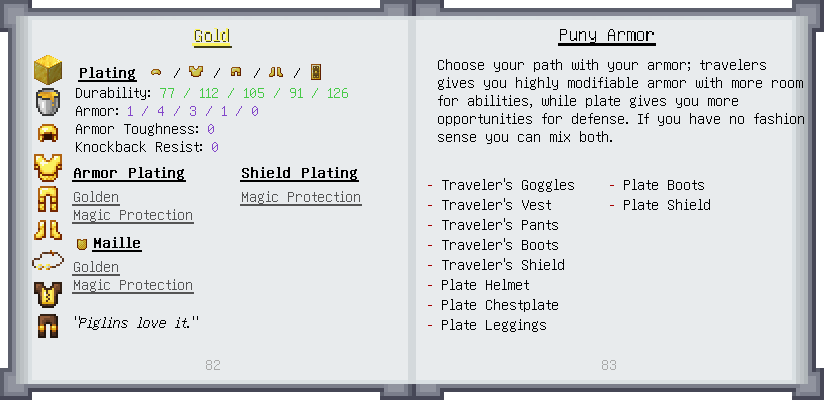 Gold
Plating / / / /
Durability: 77 / 112 / 105 / 91 / 126
Armor: 1 / 4 / 3 / 1 / 0
Armor Toughness: 0
Knockback Resist: 0
Armor Plating
Golden
Magic Protection
Shield Plating
Magic Protection
Maille
Golden
Magic Protection
"Piglins love it."
82
Puny Armor
Choose your path with your armor; travelers
gives you highly modifiable armor with more room
for abilities, while plate gives you more
opportunities for defense. If you have no fashion
sense you can mix both.
- Traveler's Goggles
- Traveler's Vest
- Traveler's Pants
- Traveler's Boots
- Traveler's Shield
- Plate Helmet
- Plate Chestplate
- Plate Leggings
- Plate Boots
- Plate Shield
83